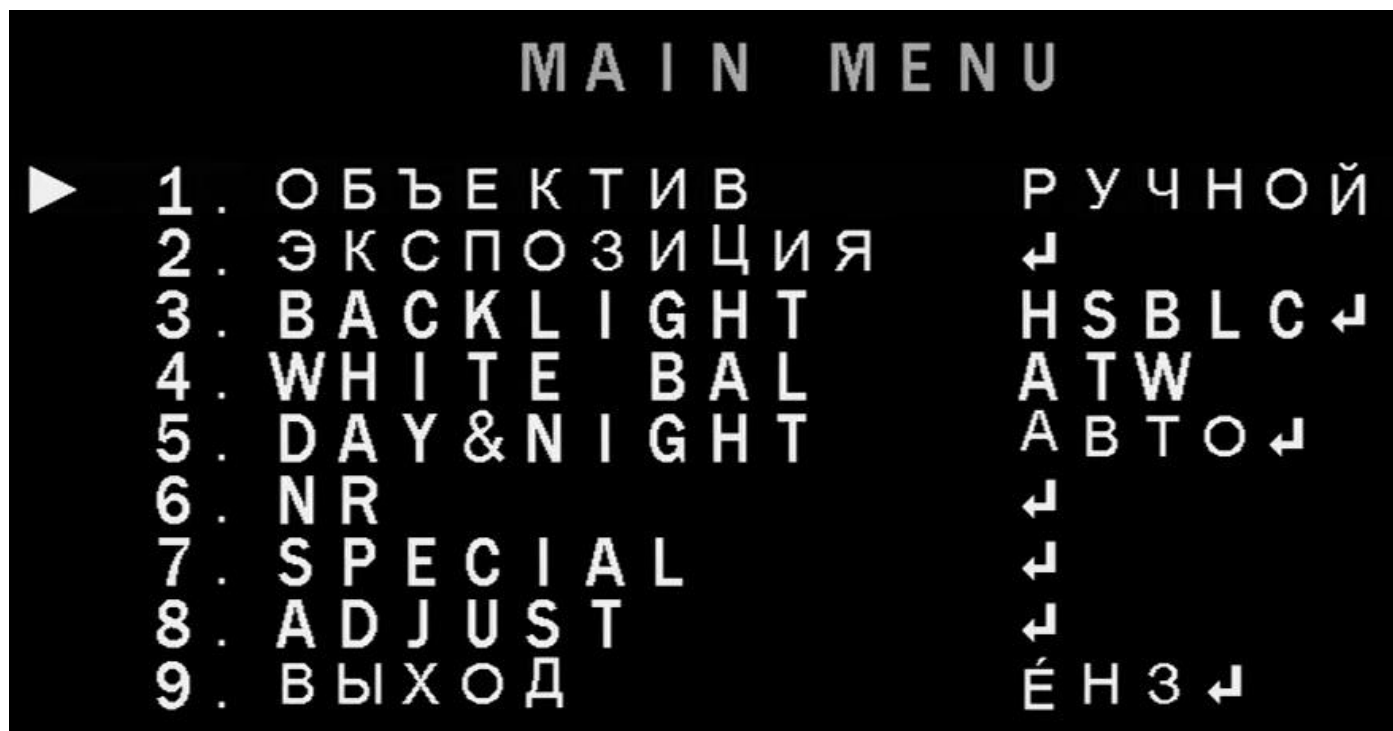 MAIN MENU
1. ОБЪЕКТИВ РУЧНОЙ
2. ЭКСПОЗИЦИЯ ↲
3. BACKLIGHT HSBLC↲
4. WHITE BAL ATW
5. DAY&NIGHT АВТО↲
6. NR ↲
7. SPECIAL ↲
8. ADJUST ↲
9. ВЫХОД ÉНЗ↲